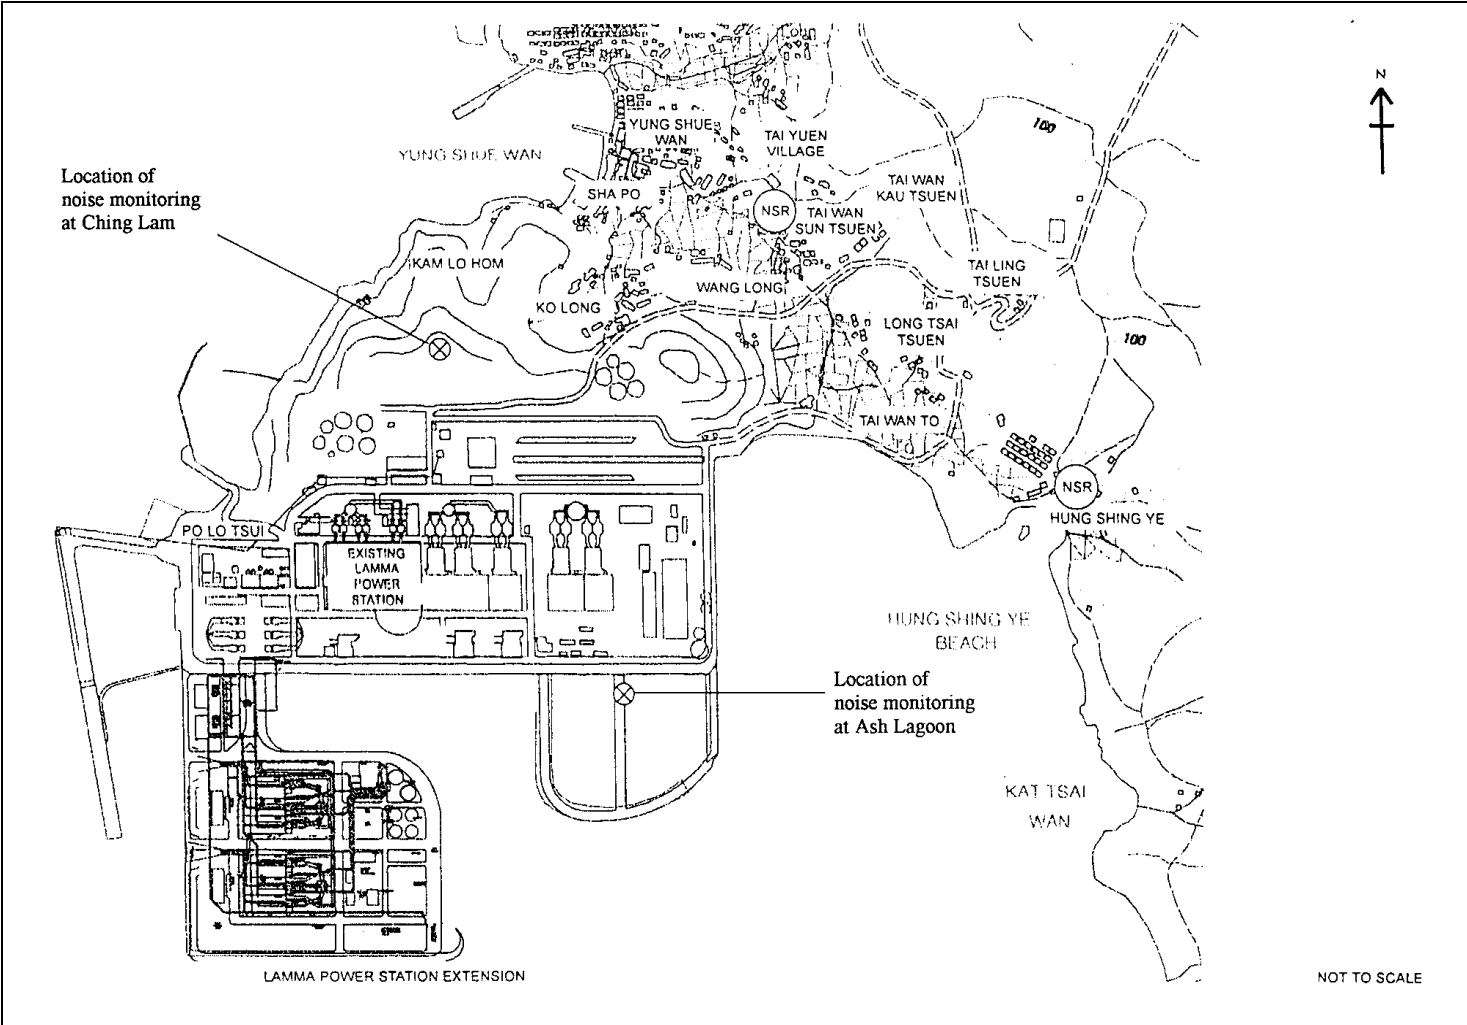 N
100
YUNG SHUE
WAN
TAI YUEN
VILLAGE
YUNG SHUE WAN
Location of
noise monitoring
at Ching Lam
SHA PO
TAI WAN
KAU TSUEN
NSR
TAI WAN
SUN TSUEN
KAM LO HOM
TAI LING
TSUEN
WANG LONG
KO LONG
LONG TSAI
TSUEN
100
TAI WAN TO
NSR
HUNG SHING YE
PO LO TSUI
EXISTING
LAMMA
POWER
STATION
HUNG SHING YE
BEACH
Location of
noise monitoring
at Ash Lagoon
KAT TSAI
WAN
LAMMA POWER STATION EXTENSION
NOT TO SCALE